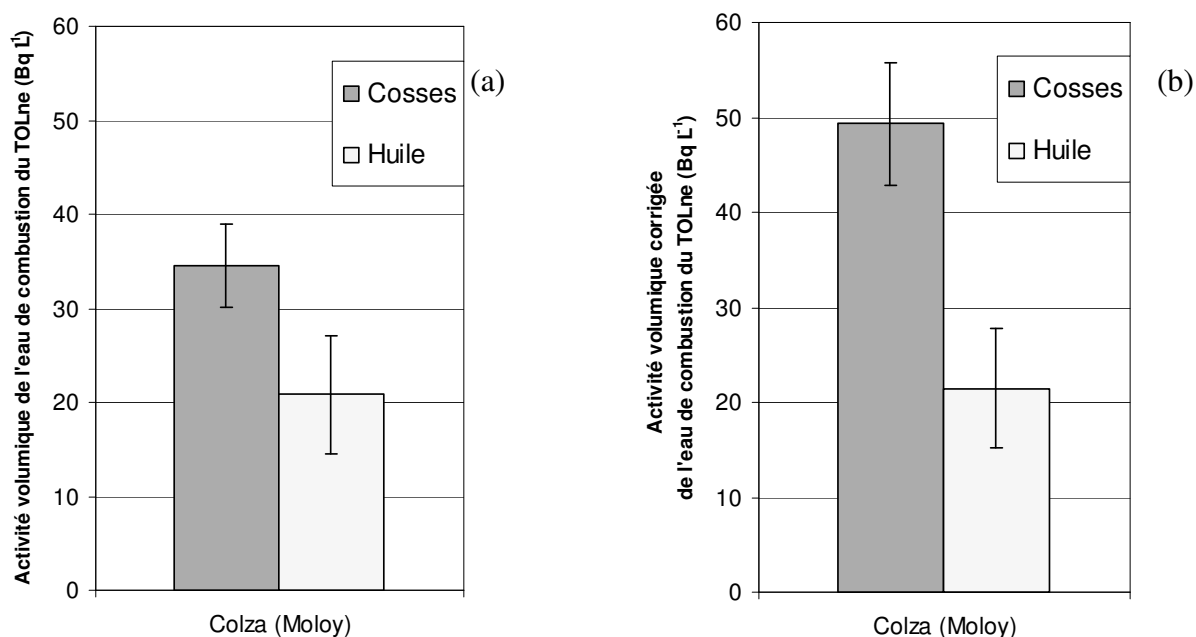 Activité volumique de l'eau de combustion du TOLne (Bq L-1)
60
50
40
30
20
10
0
Cosses
Huile
(a)
Colza (Moloy)
Activité volumique corrigée
de l'eau de combustion du TOLne (Bq L-1)
60
50
40
30
20
10
0
Cosses
Huile
(b)
Colza (Moloy)